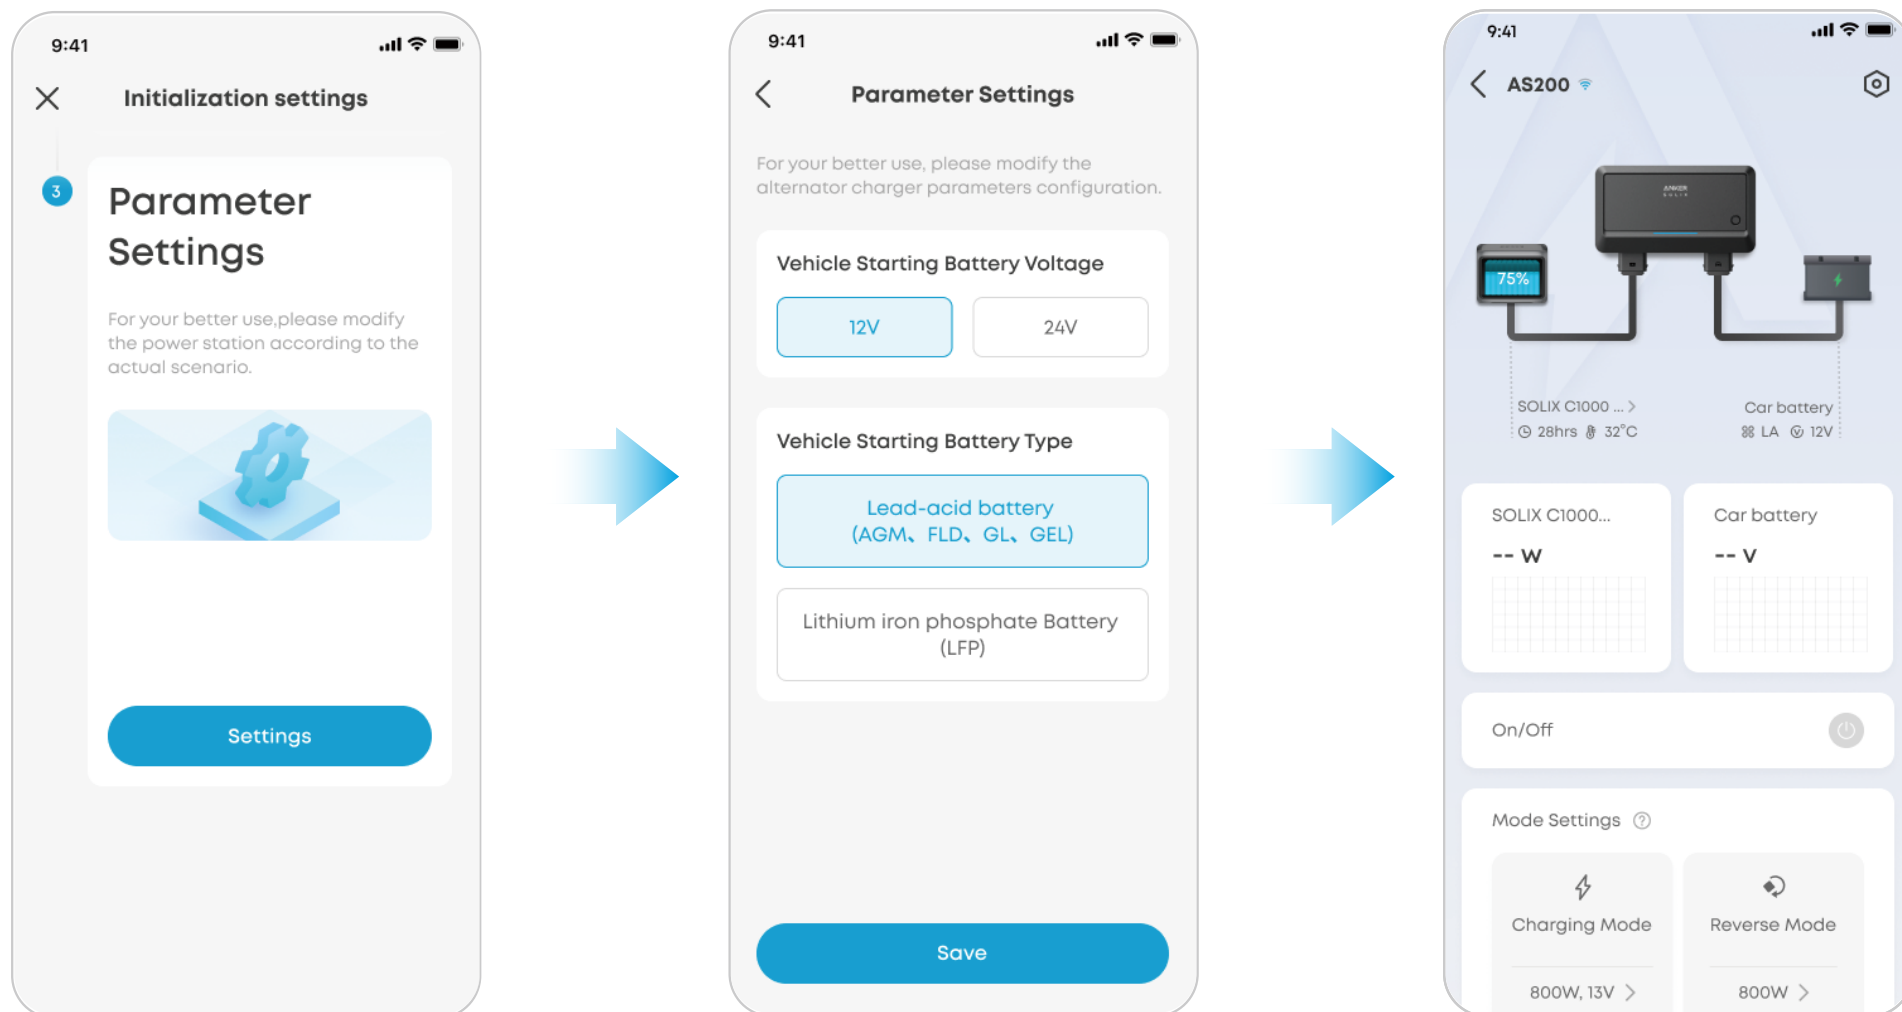 9:41
Initialization settings
3
Parameter
Settings
For your better use,please modify
the power station according to the
actual scenario.
Settings
9:41
Parameter Settings
For your better use, please modify the
alternator charger parameters configuration.
Vehicle Starting Battery Voltage
12V
24V
Vehicle Starting Battery Type
Lead-acid battery
(AGM、FLD、GL、GEL)
Lithium iron phosphate Battery
(LFP)
Save
9:41
AS200
ANKER
SOLIX
75%
SOLIX C1000 ...
28hrs 32°C
Car battery
LA 12V
SOLIX C1000...
-- W
Car battery
-- V
On/Off
Mode Settings
Charging Mode
800W, 13V
Reverse Mode
800W